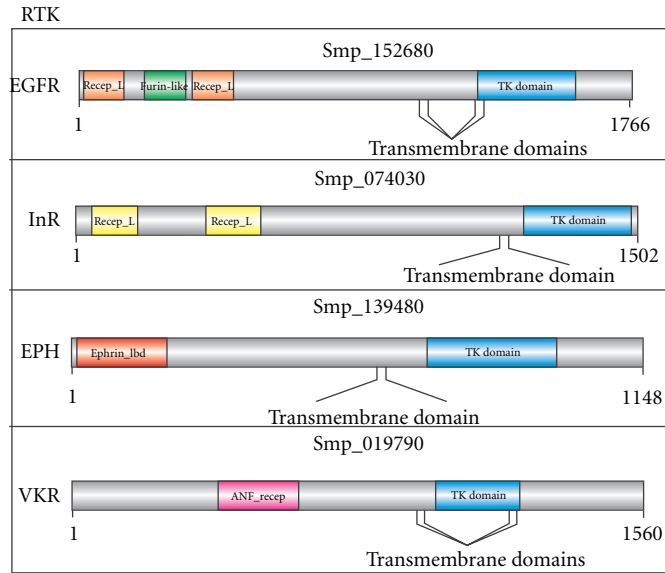 RTK
Smp_152680
EGFR
Recep_L Furin-like Recep_L TK domain
1 1766
Transmembrane domains
Smp_074030
InR
Recep_L Recep_L TK domain
1 1502
Transmembrane domain
Smp_139480
EPH
Ephrin_lbd TK domain
1 1148
Transmembrane domain
Smp_019790
VKR
ANF_recep TK domain
1 1560
Transmembrane domains